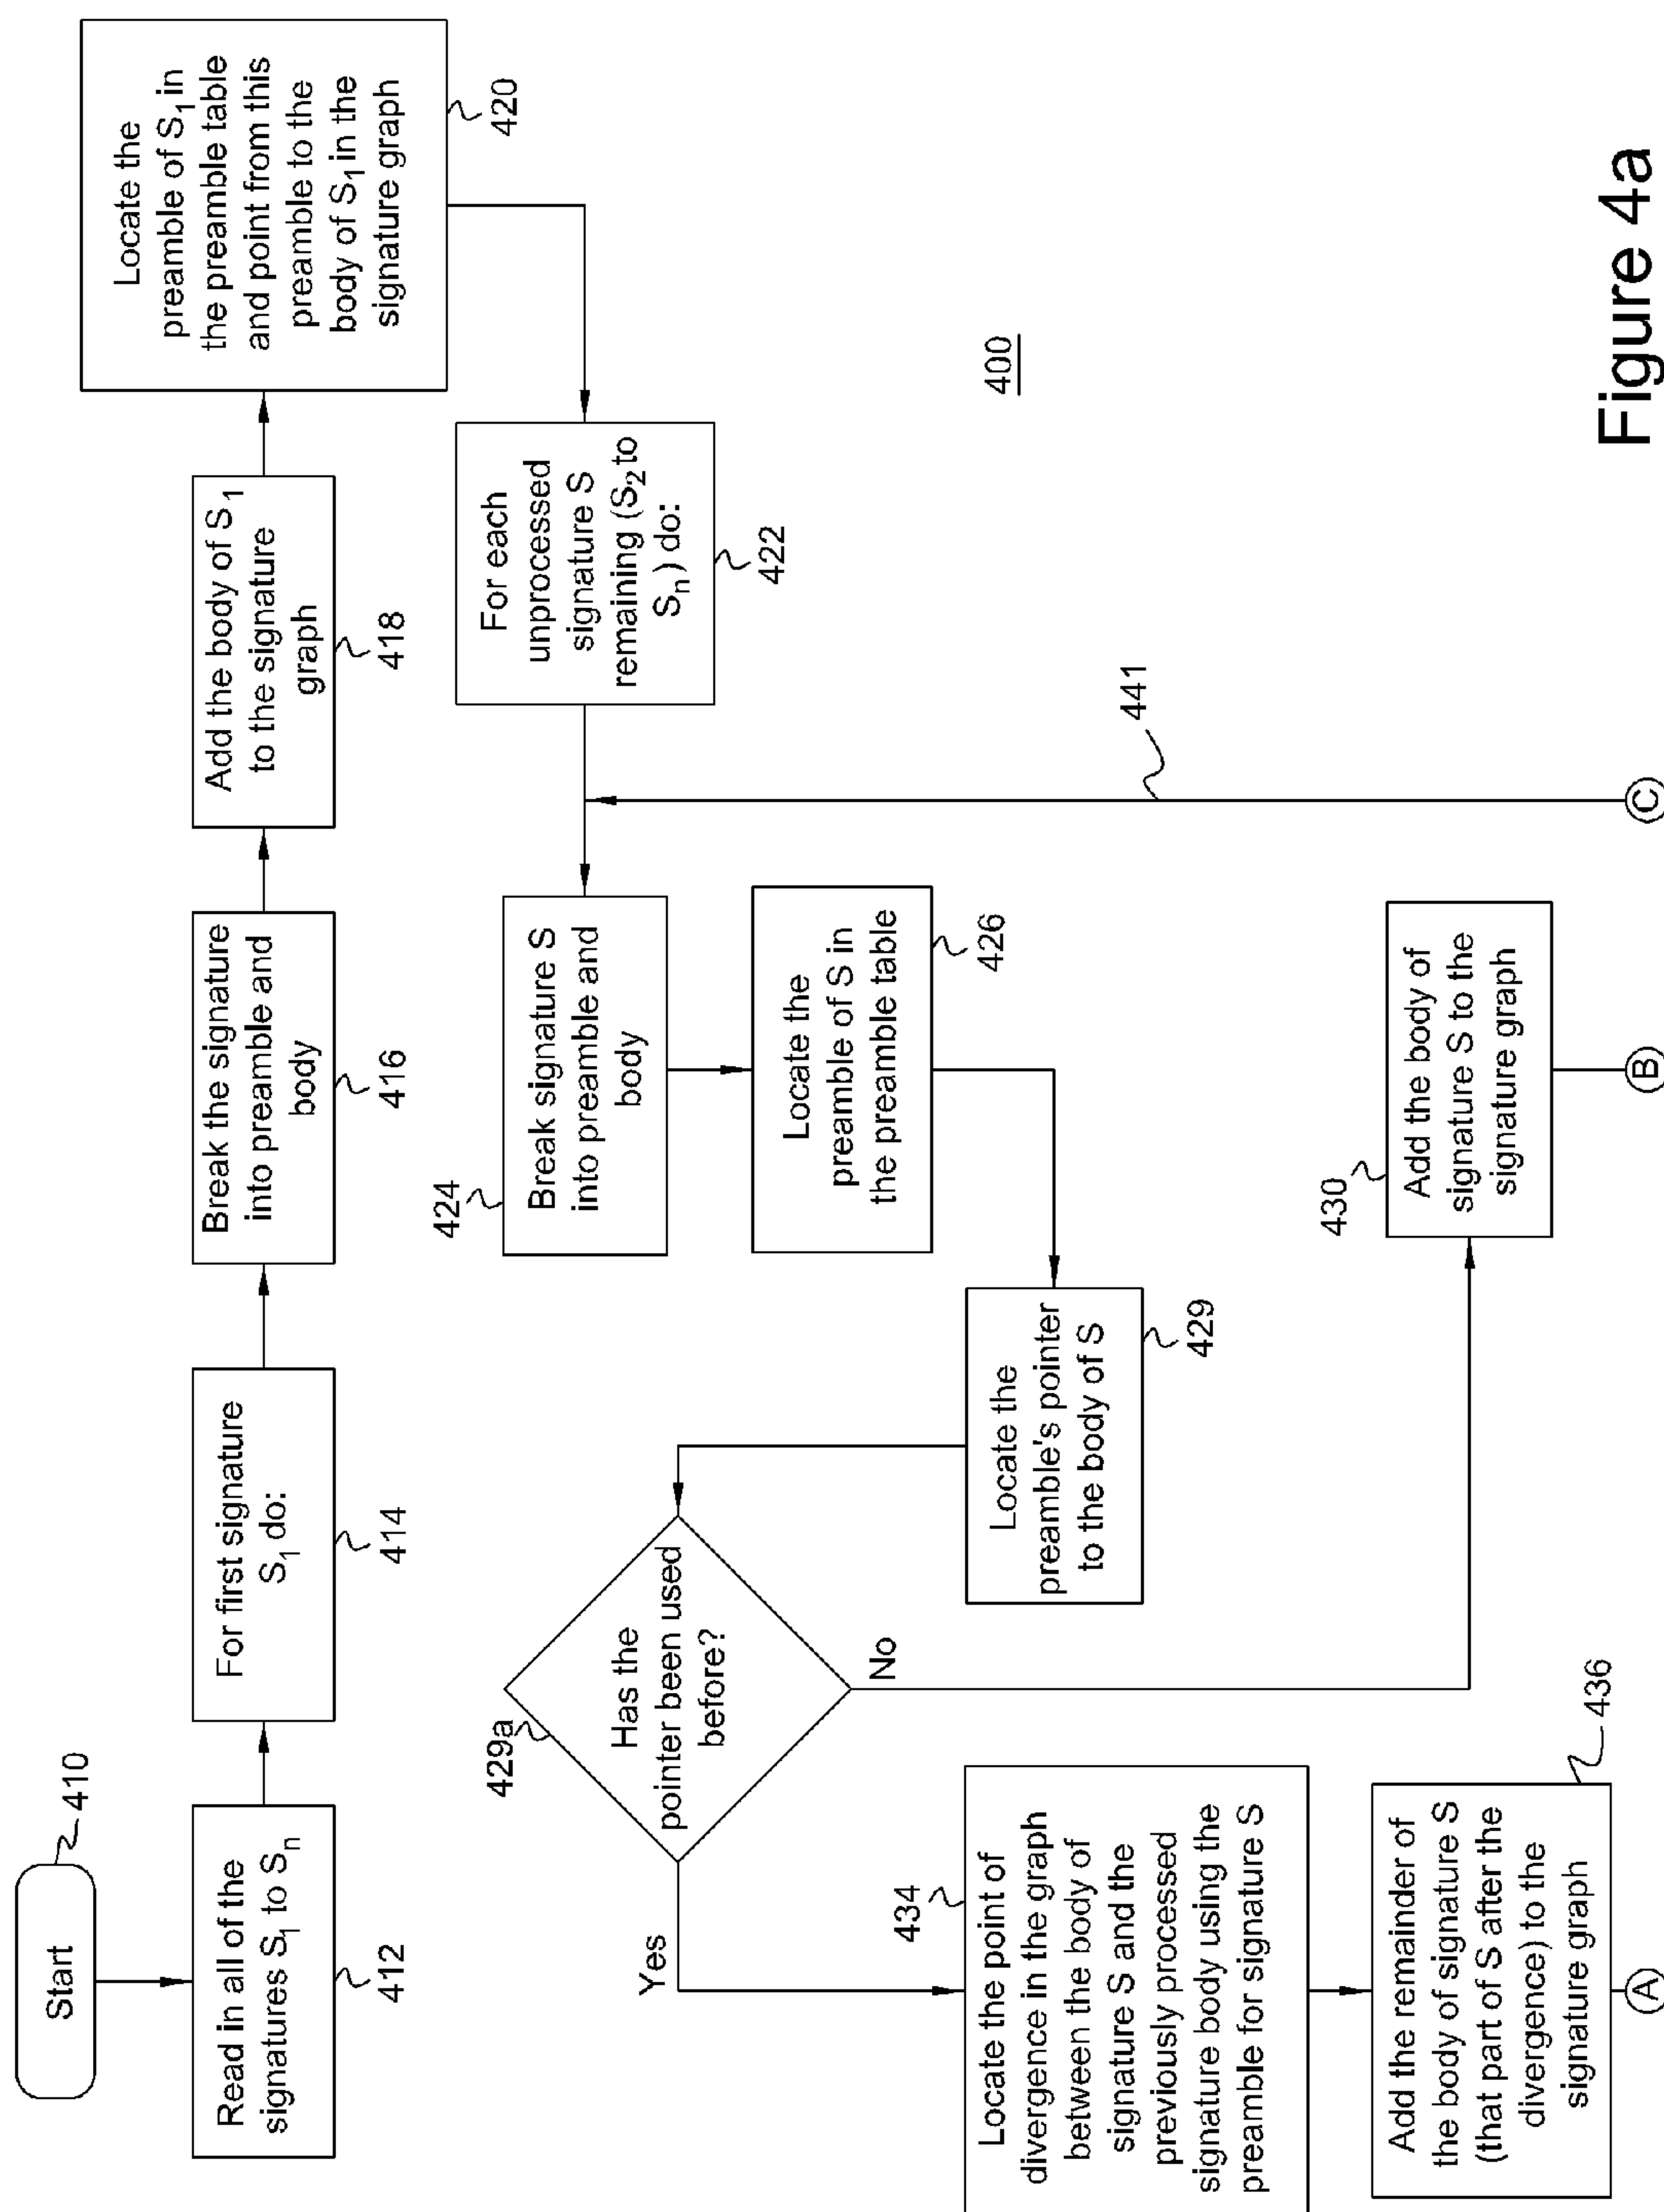 Start
410
Read in all of the
signatures S1 to Sn
412
For first signature
S1 do:
414
Break the signature
into preamble and
body
416
Add the body of S1
to the signature
graph
418
Locate the
preamble of S1 in
the preamble table
and point from this
preamble to the
body of S1 in the
signature graph
420
For each
unprocessed
signature S
remaining (S2 to
Sn) do:
422
441
424
Break signature S
into preamble and
body
Locate the
preamble of S in
the preamble table
426
Locate the
preamble's pointer
to the body of S
429
429a
Has the
pointer been used
before?
Yes
No
434
Locate the point of
divergence in the graph
between the body of
signature S and the
previously processed
signature body using the
preamble for signature S
436
Add the remainder of
the body of signature S
(that part of S after the
divergence) to the
signature graph
430
Add the body of
signature S to the
signature graph
A
B
C
400
Figure 4a